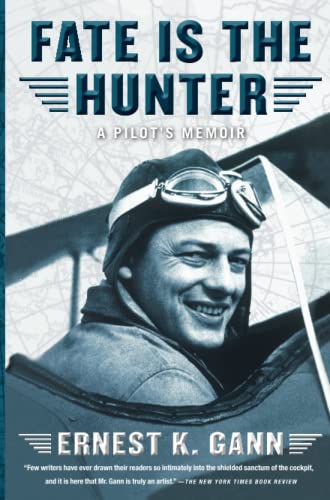 FATE IS THE
HUNTER
A PILOT'S MEMOIR
ERNEST K. GANN
"Few writers have ever drawn their readers so intimately into the shielded sanctum of the cockpit,
and it is here that Mr. Gann is truly an artist." —THE NEW YORK TIMES BOOK REVIEW